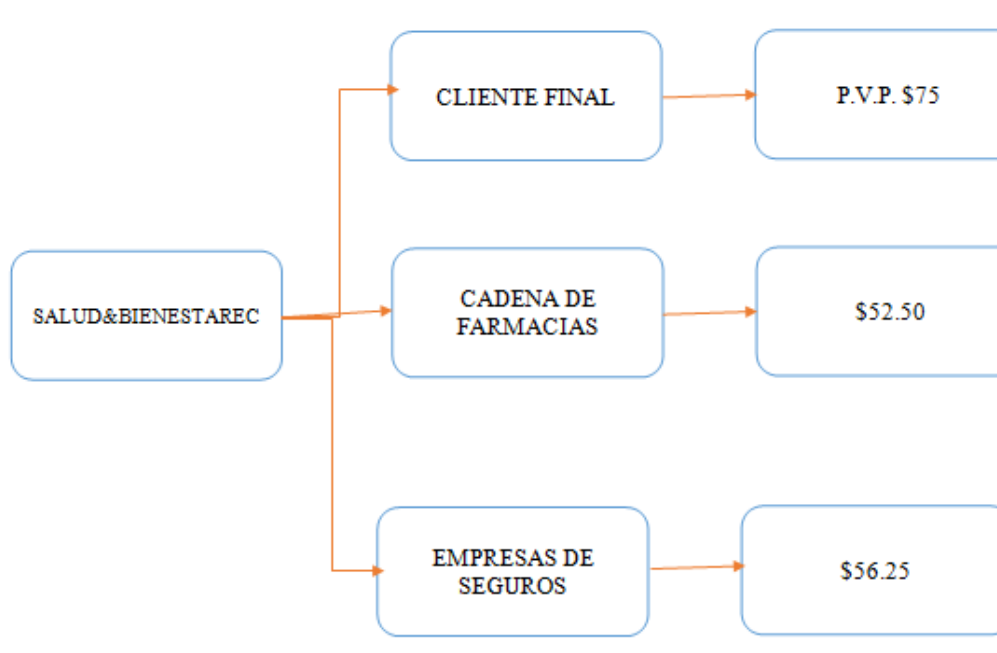 CLIENTE FINAL
P.V.P. $75
SALUD&BIENESTAREC
CADENA DE
FARMACIAS
$52.50
EMPRESAS DE
SEGUROS
$56.25